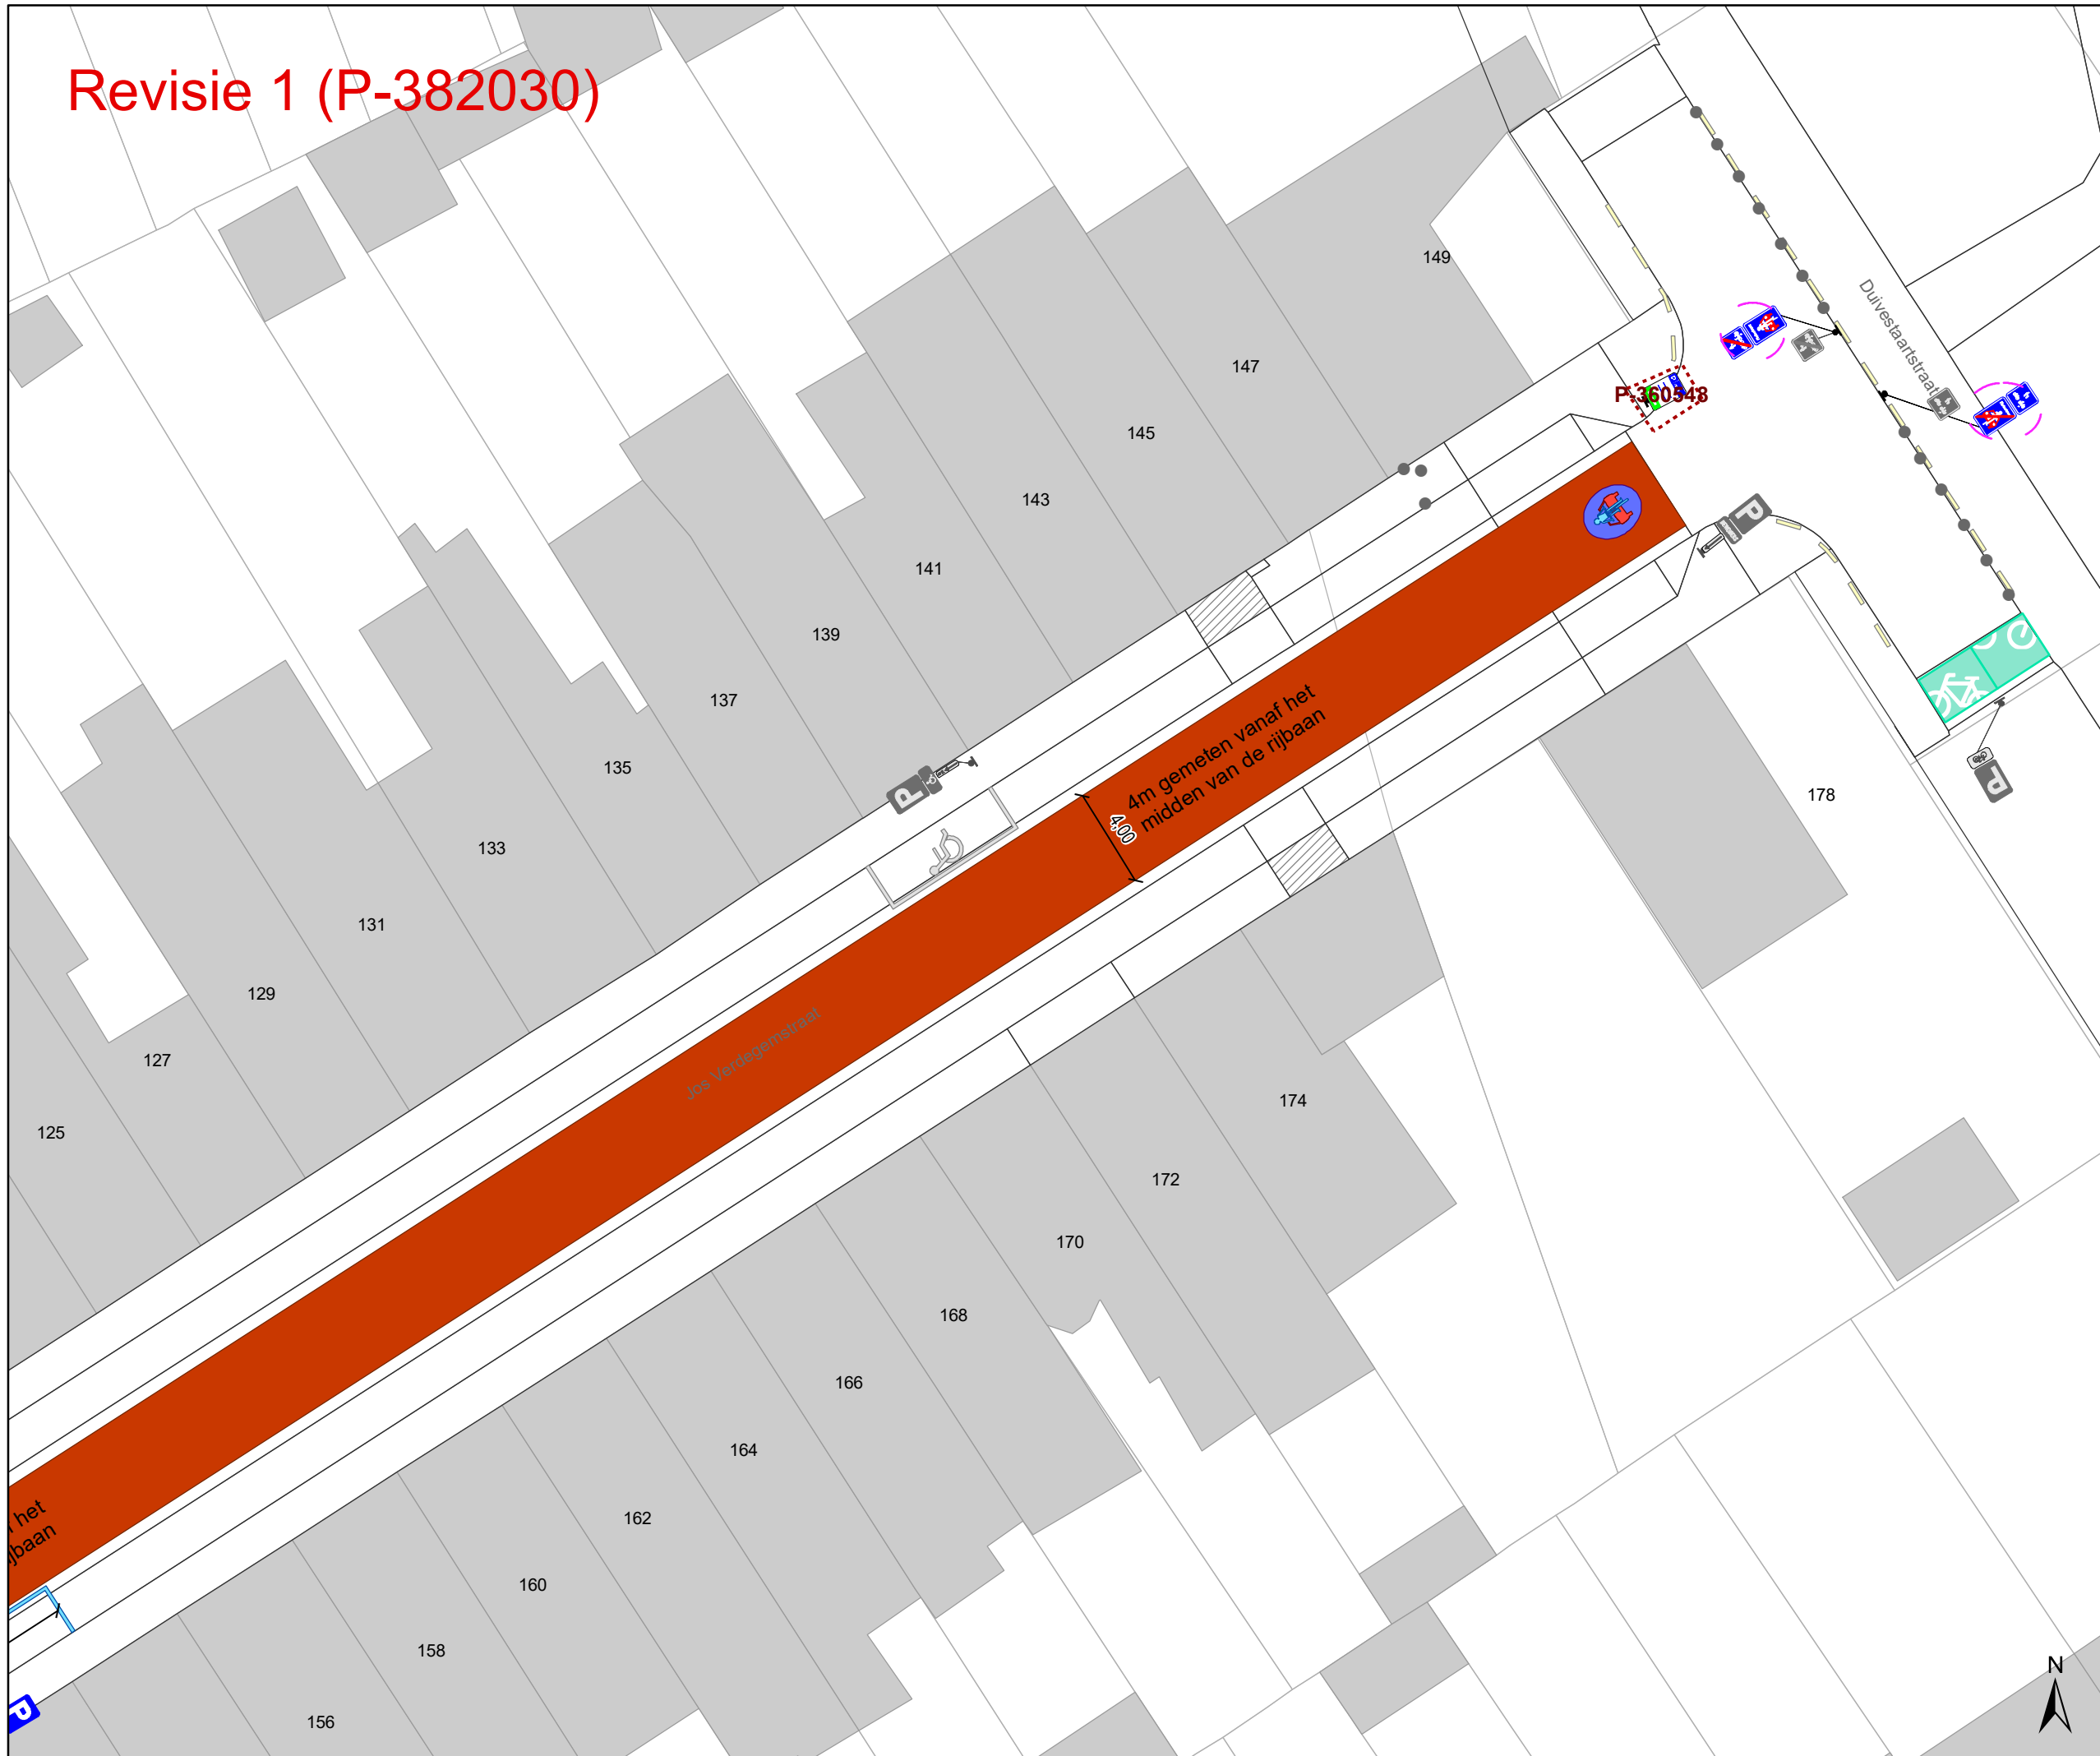 Revisie 1 (P-382030)
149
Duivestaartstraat
147
P-360548
145
143
P
141
139
137
4m gemeten vanaf het
midden van de rijbaan
4,00
135
P
178
P
133
131
129
Jos Verdegemstraat
127
174
125
172
170
168
166
164
het
jbaan
162
160
158
P
156
N